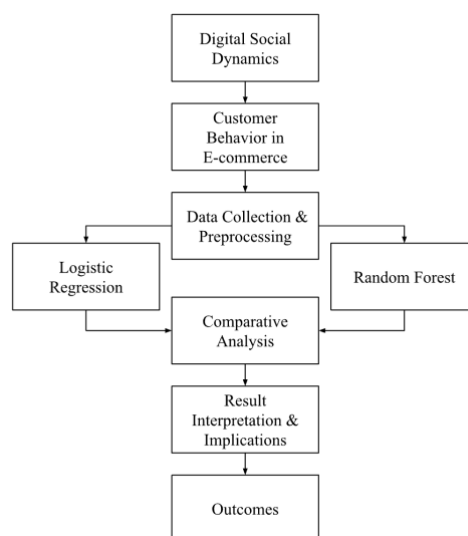 Digital Social
Dynamics
Customer
Behavior in
E-commerce
Data Collection &
Preprocessing
Logistic
Regression
Random Forest
Comparative
Analysis
Result
Interpretation &
Implications
Outcomes